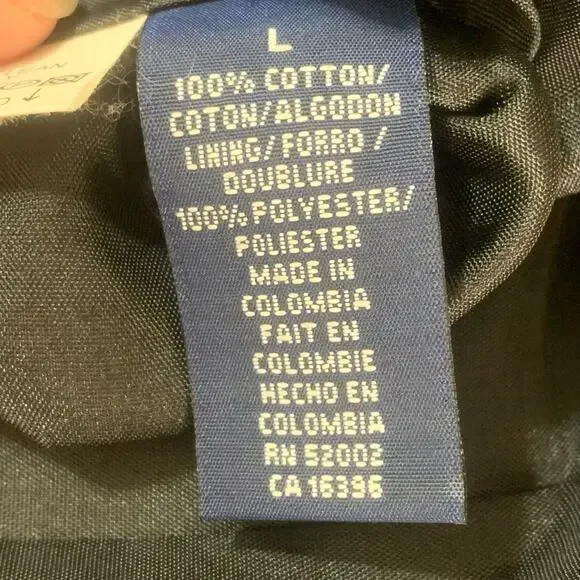 L
100% COTTON/
COTON/ALGODON
LINING/FORRO/
DOUBLURE
100% POLYESTER/
POLIESTER
MADE IN
COLOMBIA
FAIT EN
COLOMBIE
HECHO EN
COLOMBIA
RN 52002
CA 16396